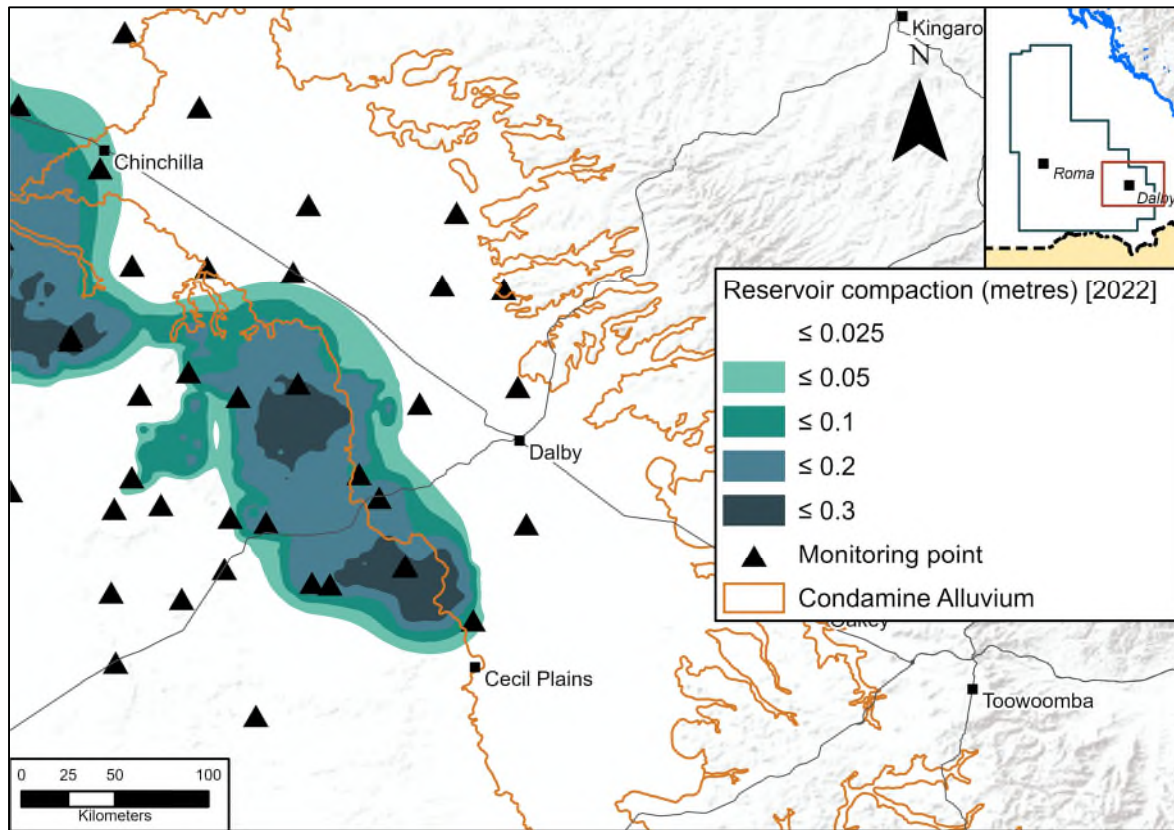 Kingaro
N
Chinchilla
Roma
Dalby
Reservoir compaction (metres) [2022]
≤ 0.025
≤ 0.05
≤ 0.1
≤ 0.2
≤ 0.3
Monitoring point
Condamine Alluvium
Dalby
Cecil Plains
Toowoomba
0 25 50 100
Kilometers